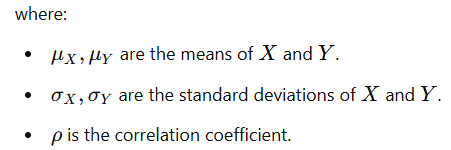 where:
• μX, μY are the means of X and Y.
• σX, σY are the standard deviations of X and Y.
• ρ is the correlation coefficient.